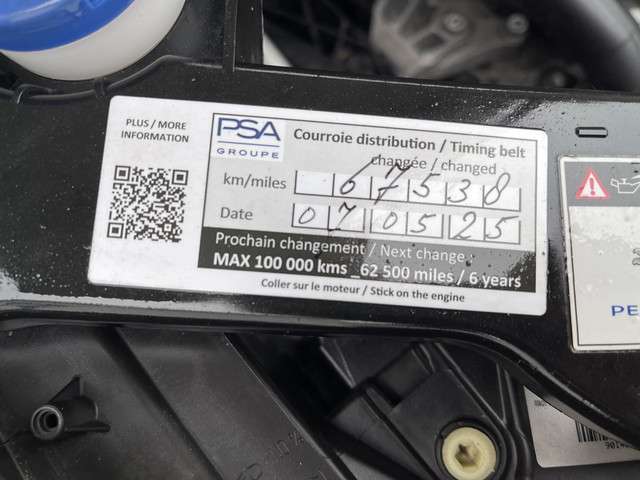 PLUS / MORE
INFORMATION
PSA
GROUPE
Courroie distribution / Timing belt
changée / changed
km/miles 67538
Date 070525
Prochain changement / Next change :
MAX 100 000 kms _62 500 miles / 6 years
Coller sur le moteur / Stick on the engine
PE